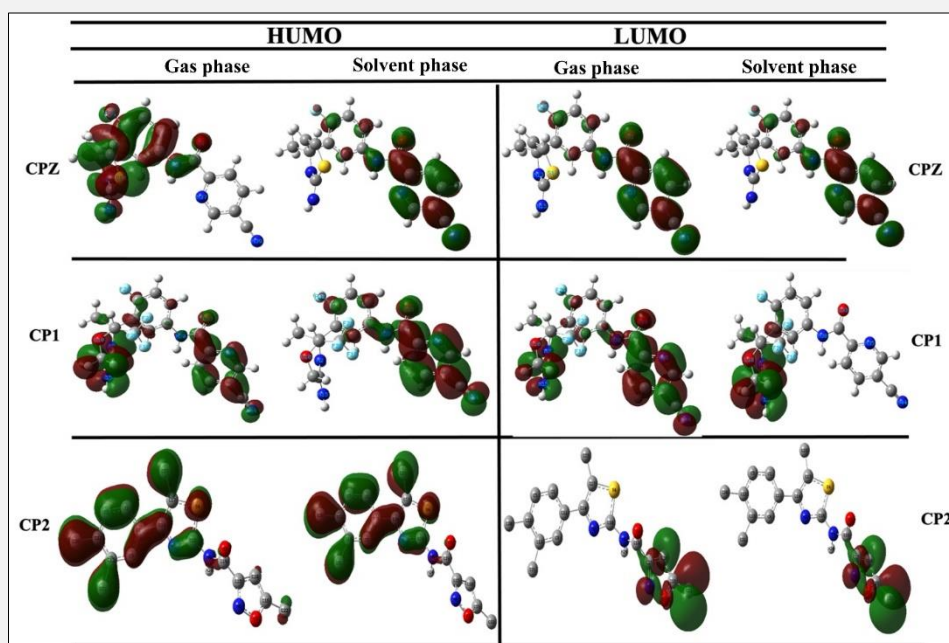 HUMO LUMO
Gas phase Solvent phase Gas phase Solvent phase
CPZ CPZ
CP1 CP1
CP2 CP2